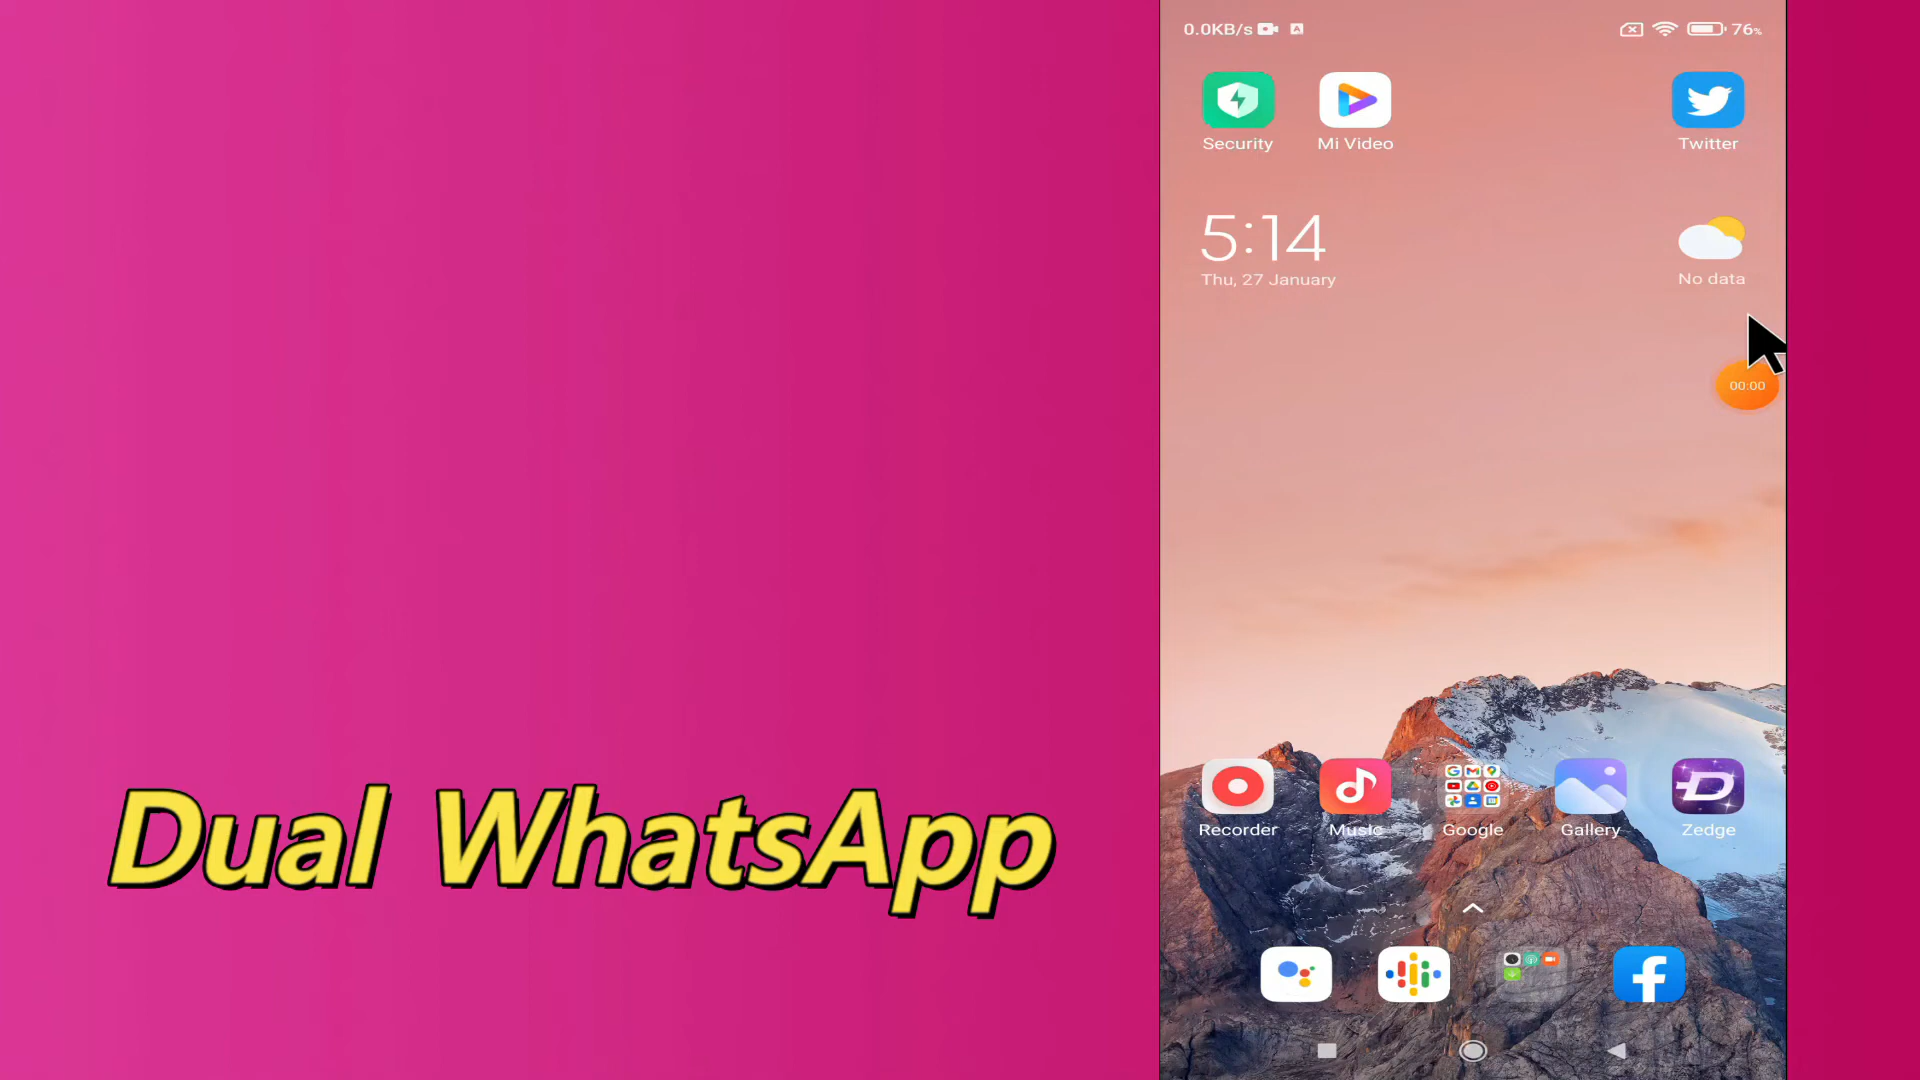 0.0KB/s
76%
Security
Mi Video
Twitter
5:14
Thu, 27 January
No data
00:00
Dual WhatsApp
Recorder
Music
Google
Gallery
Zedge